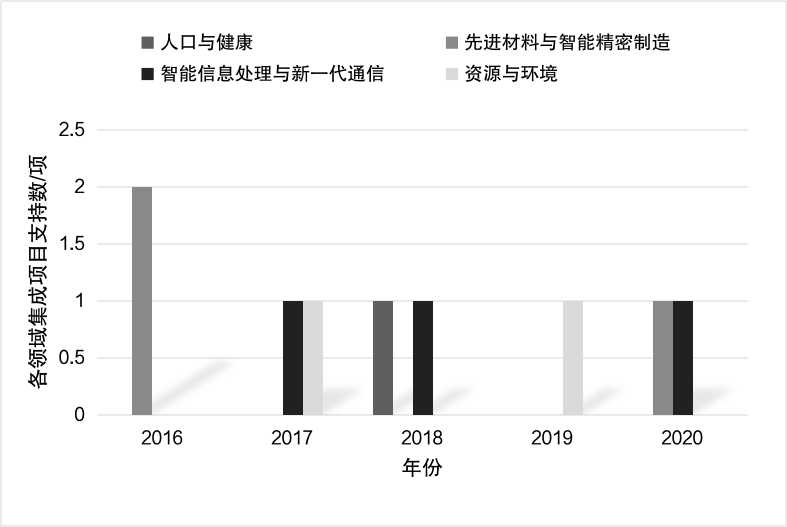 人口与健康
先进材料与智能精密制造
智能信息处理与新一代通信
资源与环境
各领域集成项目支持数/项
2.5
2
1.5
1
0.5
0
2016
2017
2018
2019
2020
年份